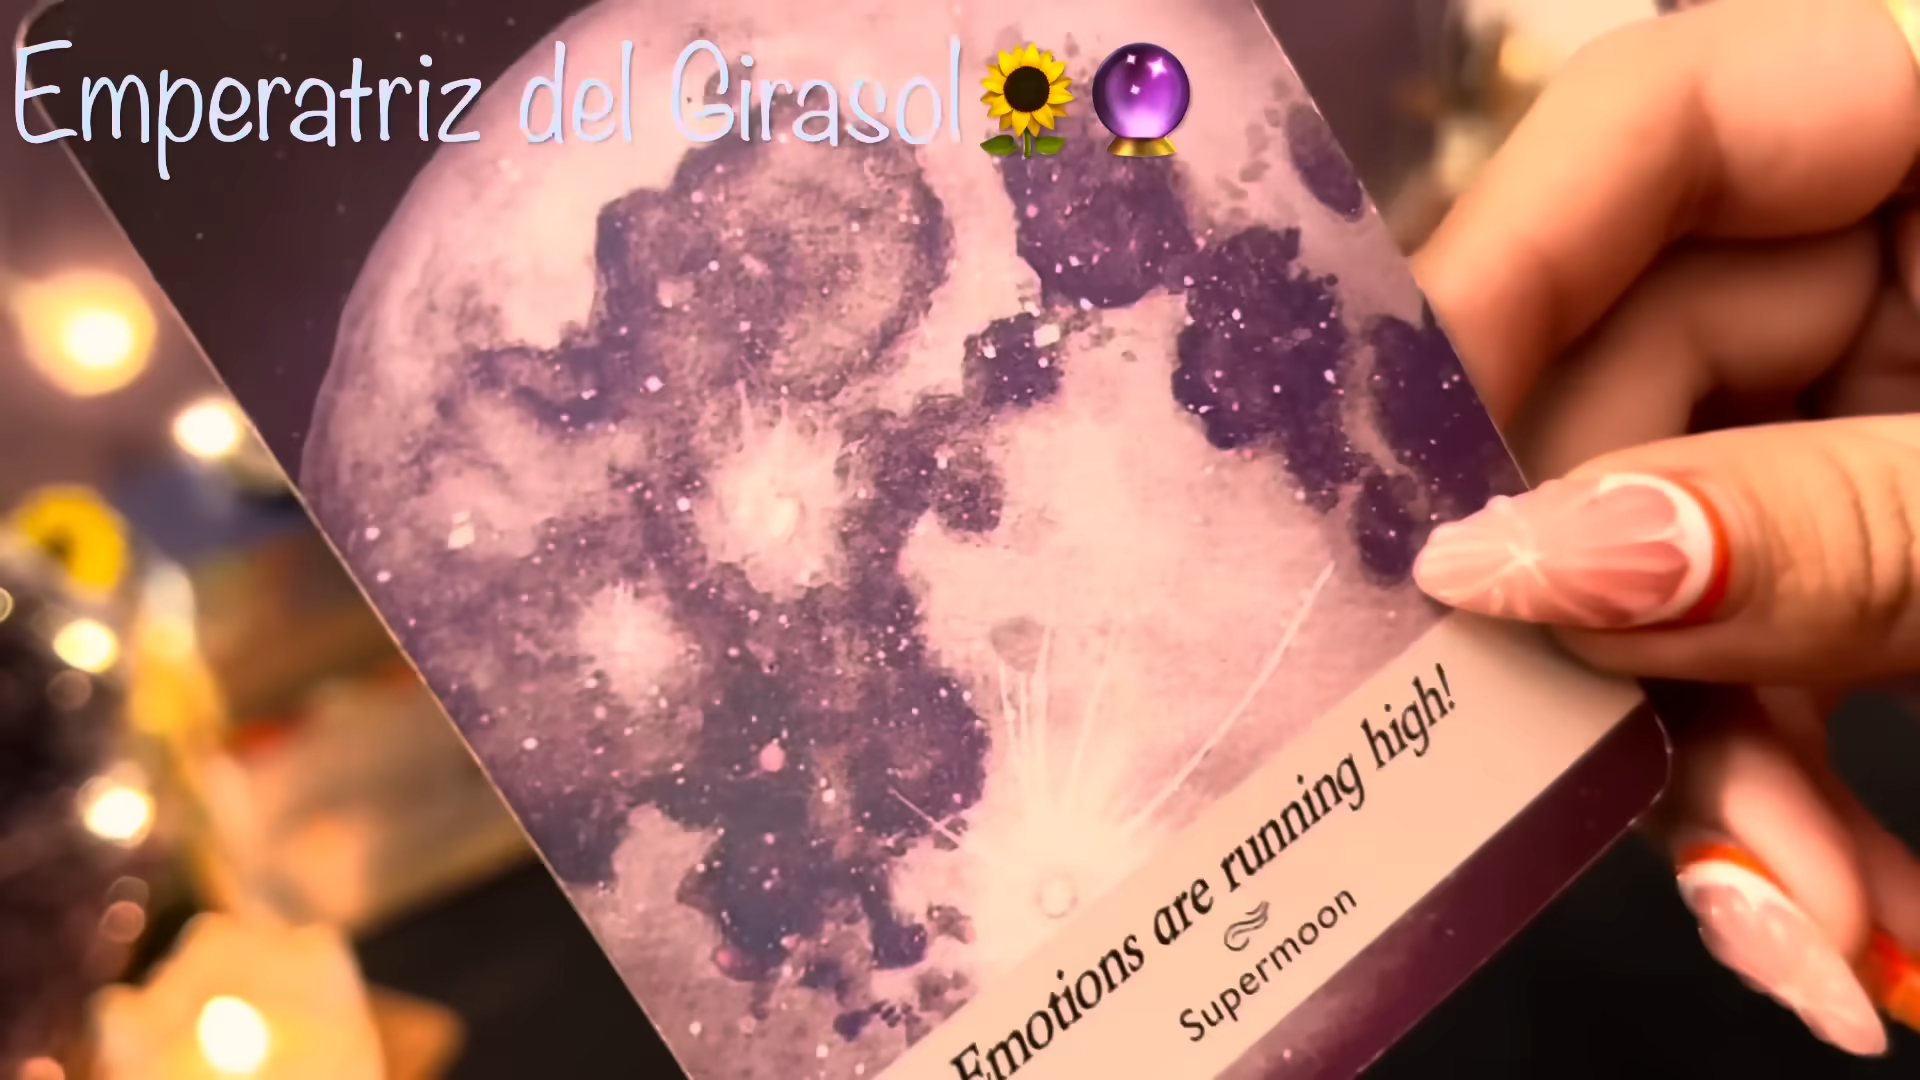 Emperatriz del Girasol🌻🔮
Emotions are running high!
Supermoon